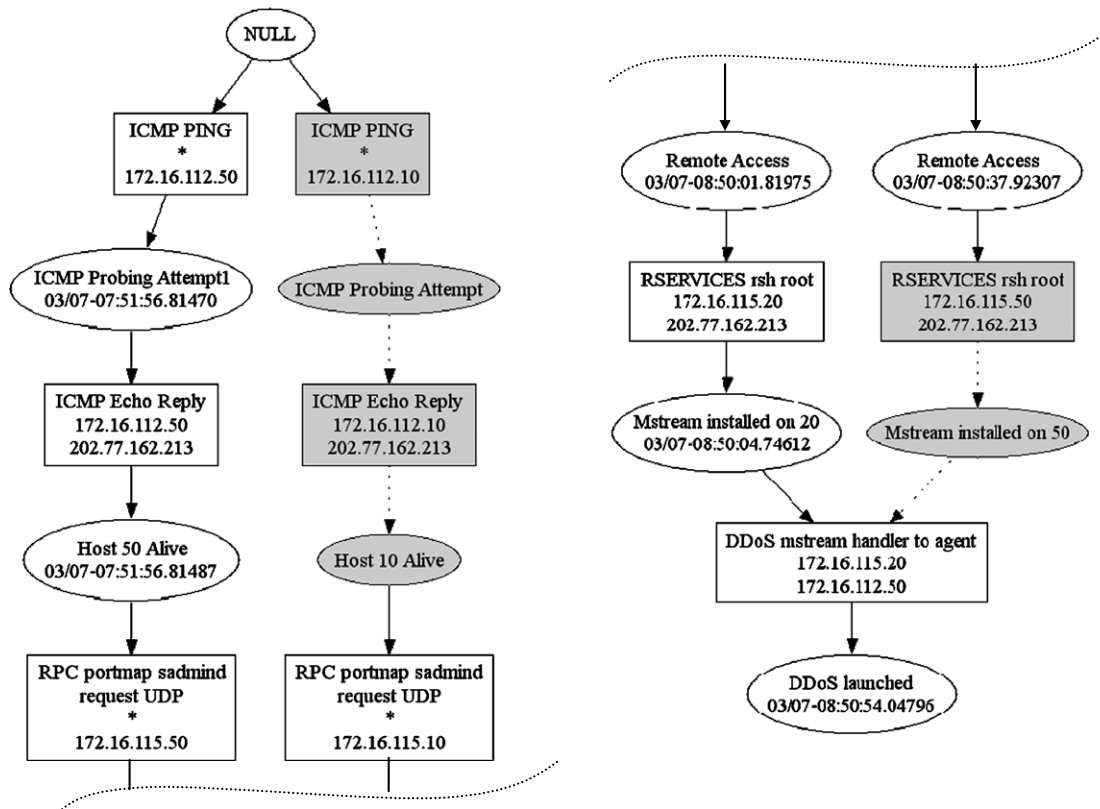 NULL
ICMP PING
*
172.16.112.50
ICMP PING
*
172.16.112.10
ICMP Probing Attempt1
03/07-07:51:56.81470
ICMP Probing Attempt
ICMP Echo Reply
172.16.112.50
202.77.162.213
ICMP Echo Reply
172.16.112.10
202.77.162.213
Host 50 Alive
03/07-07:51:56.81487
Host 10 Alive
RPC portmap sadmind
request UDP
*
172.16.115.50
RPC portmap sadmind
request UDP
*
172.16.115.10
Remote Access
03/07-08:50:01.81975
Remote Access
03/07-08:50:37.92307
RSERVICES rsh root
172.16.115.20
202.77.162.213
RSERVICES rsh root
172.16.115.50
202.77.162.213
Mstream installed on 20
03/07-08:50:04.74612
Mstream installed on 50
DDoS mstream handler to agent
172.16.115.20
172.16.112.50
DDoS launched
03/07-08:50:54.04796